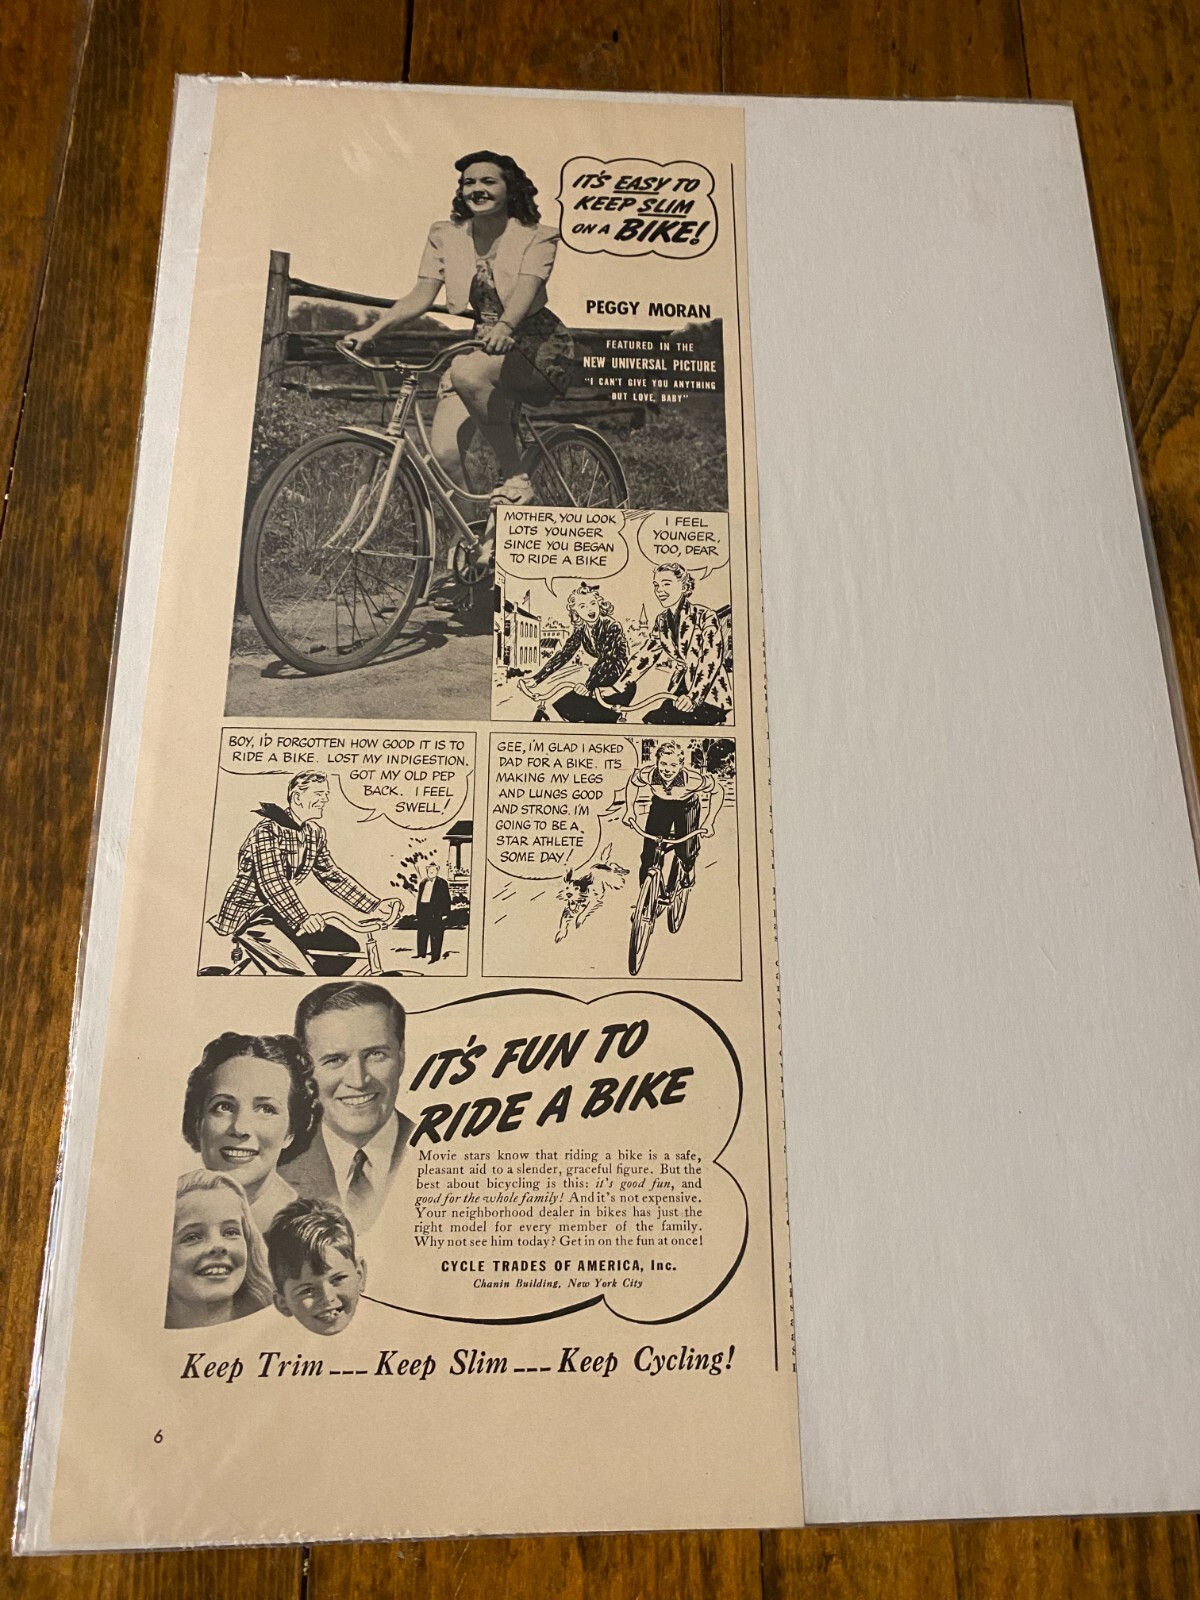 IT'S EASY TO
KEEP SLIM
ON A BIKE!
PEGGY MORAN
FEATURED IN THE
NEW UNIVERSAL PICTURE
"I CAN'T GIVE YOU ANYTHING
BUT LOVE, BABY"
MOTHER, YOU LOOK
LOTS YOUNGER
SINCE YOU BEGAN
TO RIDE A BIKE
I FEEL
YOUNGER,
TOO, DEAR
BOY, I'D FORGOTTEN HOW GOOD IT IS TO
RIDE A BIKE. LOST MY INDIGESTION.
GOT MY OLD PEP
BACK. I FEEL
SWELL!
GEE, I'M GLAD I ASKED
DAD FOR A BIKE. ITS
MAKING MY LEGS
AND LUNGS GOOD
AND STRONG. I'M
GOING TO BE A
STAR ATHLETE
SOME DAY!
IT'S FUN TO
RIDE A BIKE
Movie stars know that riding a bike is a safe,
pleasant aid to a slender, graceful figure. But the
best about bicycling is this: it's good fun, and
good for the whole family! And it's not expensive.
Your neighborhood dealer in bikes has just the
right model for every member of the family.
Why not see him today? Get in on the fun at once!
CYCLE TRADES OF AMERICA, Inc.
Chanin Building, New York City
Keep Trim___Keep Slim___Keep Cycling!
6